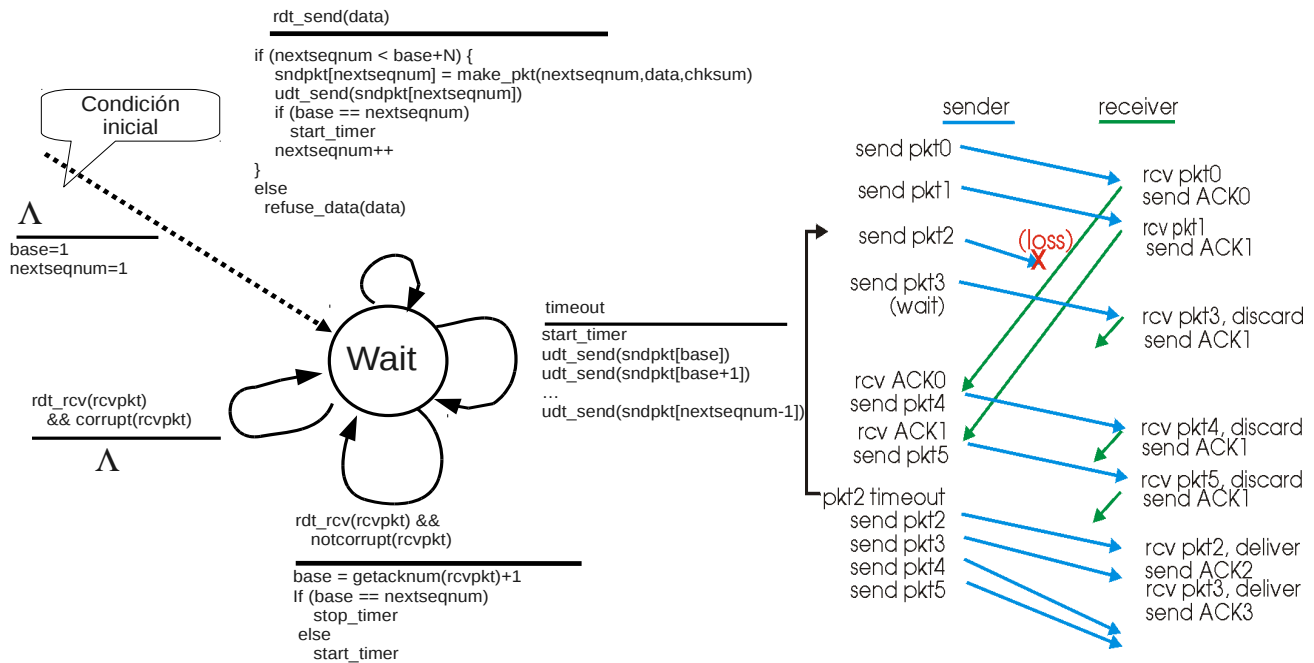 rdt_send(data)
if (nextseqnum < base+N) {
sndpkt[nextseqnum] = make_pkt(nextseqnum,data,chksum)
udt_send(sndpkt[nextseqnum])
if (base == nextseqnum)
start_timer
nextseqnum++
}
else
refuse_data(data)
Condición
inicial
Λ
base=1
nextseqnum=1
Wait
timeout
start_timer
udt_send(sndpkt[base])
udt_send(sndpkt[base+1])
…
udt_send(sndpkt[nextseqnum-1])
rdt_rcv(rcvpkt)
&& corrupt(rcvpkt)
Λ
rdt_rcv(rcvpkt) &&
notcorrupt(rcvpkt)
base = getacknum(rcvpkt)+1
If (base == nextseqnum)
stop_timer
else
start_timer
sender
send pkt0
send pkt1
send pkt2
(loss)
X
send pkt3
(wait)
rcv ACK0
send pkt4
rcv ACK1
send pkt5
pkt2 timeout
send pkt2
send pkt3
send pkt4
send pkt5
receiver
rcv pkt0
send ACK0
rcv pkt1
send ACK1
rcv pkt3, discard
send ACK1
rcv pkt4, discard
send ACK1
rcv pkt5, discard
send ACK1
rcv pkt2, deliver
send ACK2
rcv pkt3, deliver
send ACK3